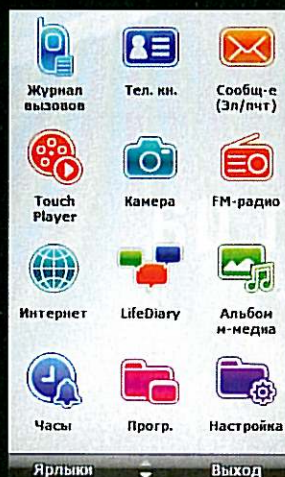 Журнал вызовов
Тел. кн.
Сообщ-е (Эл/пчт)
Touch Player
Камера
FM-радио
Интернет
LifeDiary
Альбом м-медиа
Часы
Прогр.
Настройка
Ярлыки
Выход